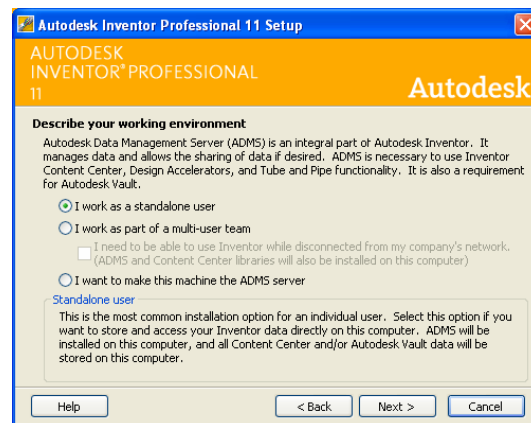 Autodesk Inventor Professional 11 Setup
AUTODESK
INVENTOR® PROFESSIONAL
11
Autodesk
Describe your working environment
Autodesk Data Management Server (ADMS) is an integral part of Autodesk Inventor. It
manages data and allows the sharing of data if desired. ADMS is necessary to use Inventor
Content Center, Design Accelerators, and Tube and Pipe functionality. It is also a requirement
for Autodesk Vault.
I work as a standalone user
I work as part of a multi-user team
I need to be able to use Inventor while disconnected from my company's network.
(ADMS and Content Center libraries will also be installed on this computer)
I want to make this machine the ADMS server
Standalone user
This is the most common installation option for an individual user. Select this option if you
want to store and access your Inventor data directly on this computer. ADMS will be
installed on this computer, and all Content Center and/or Autodesk Vault data will be
stored on this computer.
Help
< Back
Next >
Cancel